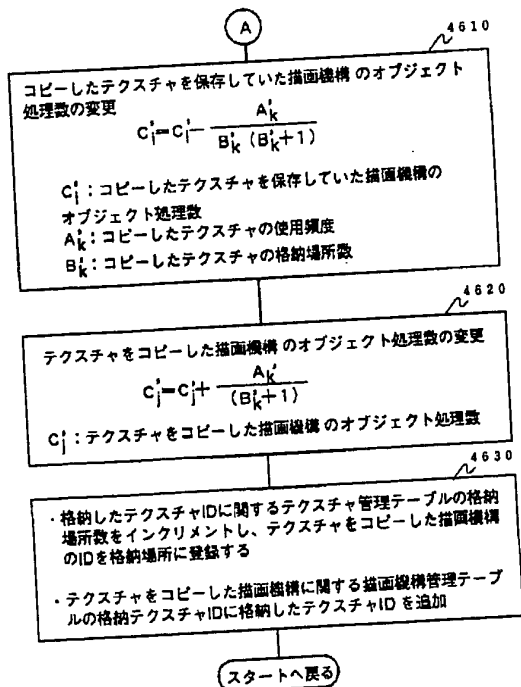 A
4610
コピーしたテクスチャを保存していた描画機構のオブジェクト
処理数の変更
C'i=C'i-A'k/B'k(B'k+1)
C'i:コピーしたテクスチャを保存していた描画機構の
オブジェクト処理数
A'k:コピーしたテクスチャの使用頻度
B'k:コピーしたテクスチャの格納場所数
4620
テクスチャをコピーした描画機構のオブジェクト処理数の変更
C'j=C'j+Ak'/(B'k+1)
C'j:テクスチャをコピーした描画機構のオブジェクト処理数
4630
・格納したテクスチャIDに関するテクスチャ管理テーブルの格納
場所数をインクリメントし、テクスチャをコピーした描画機構
のIDを格納場所に登録する
・テクスチャをコピーした描画機構に関する描画機構管理テーブ
ルの格納テクスチャIDに格納したテクスチャIDを追加
スタートへ戻る